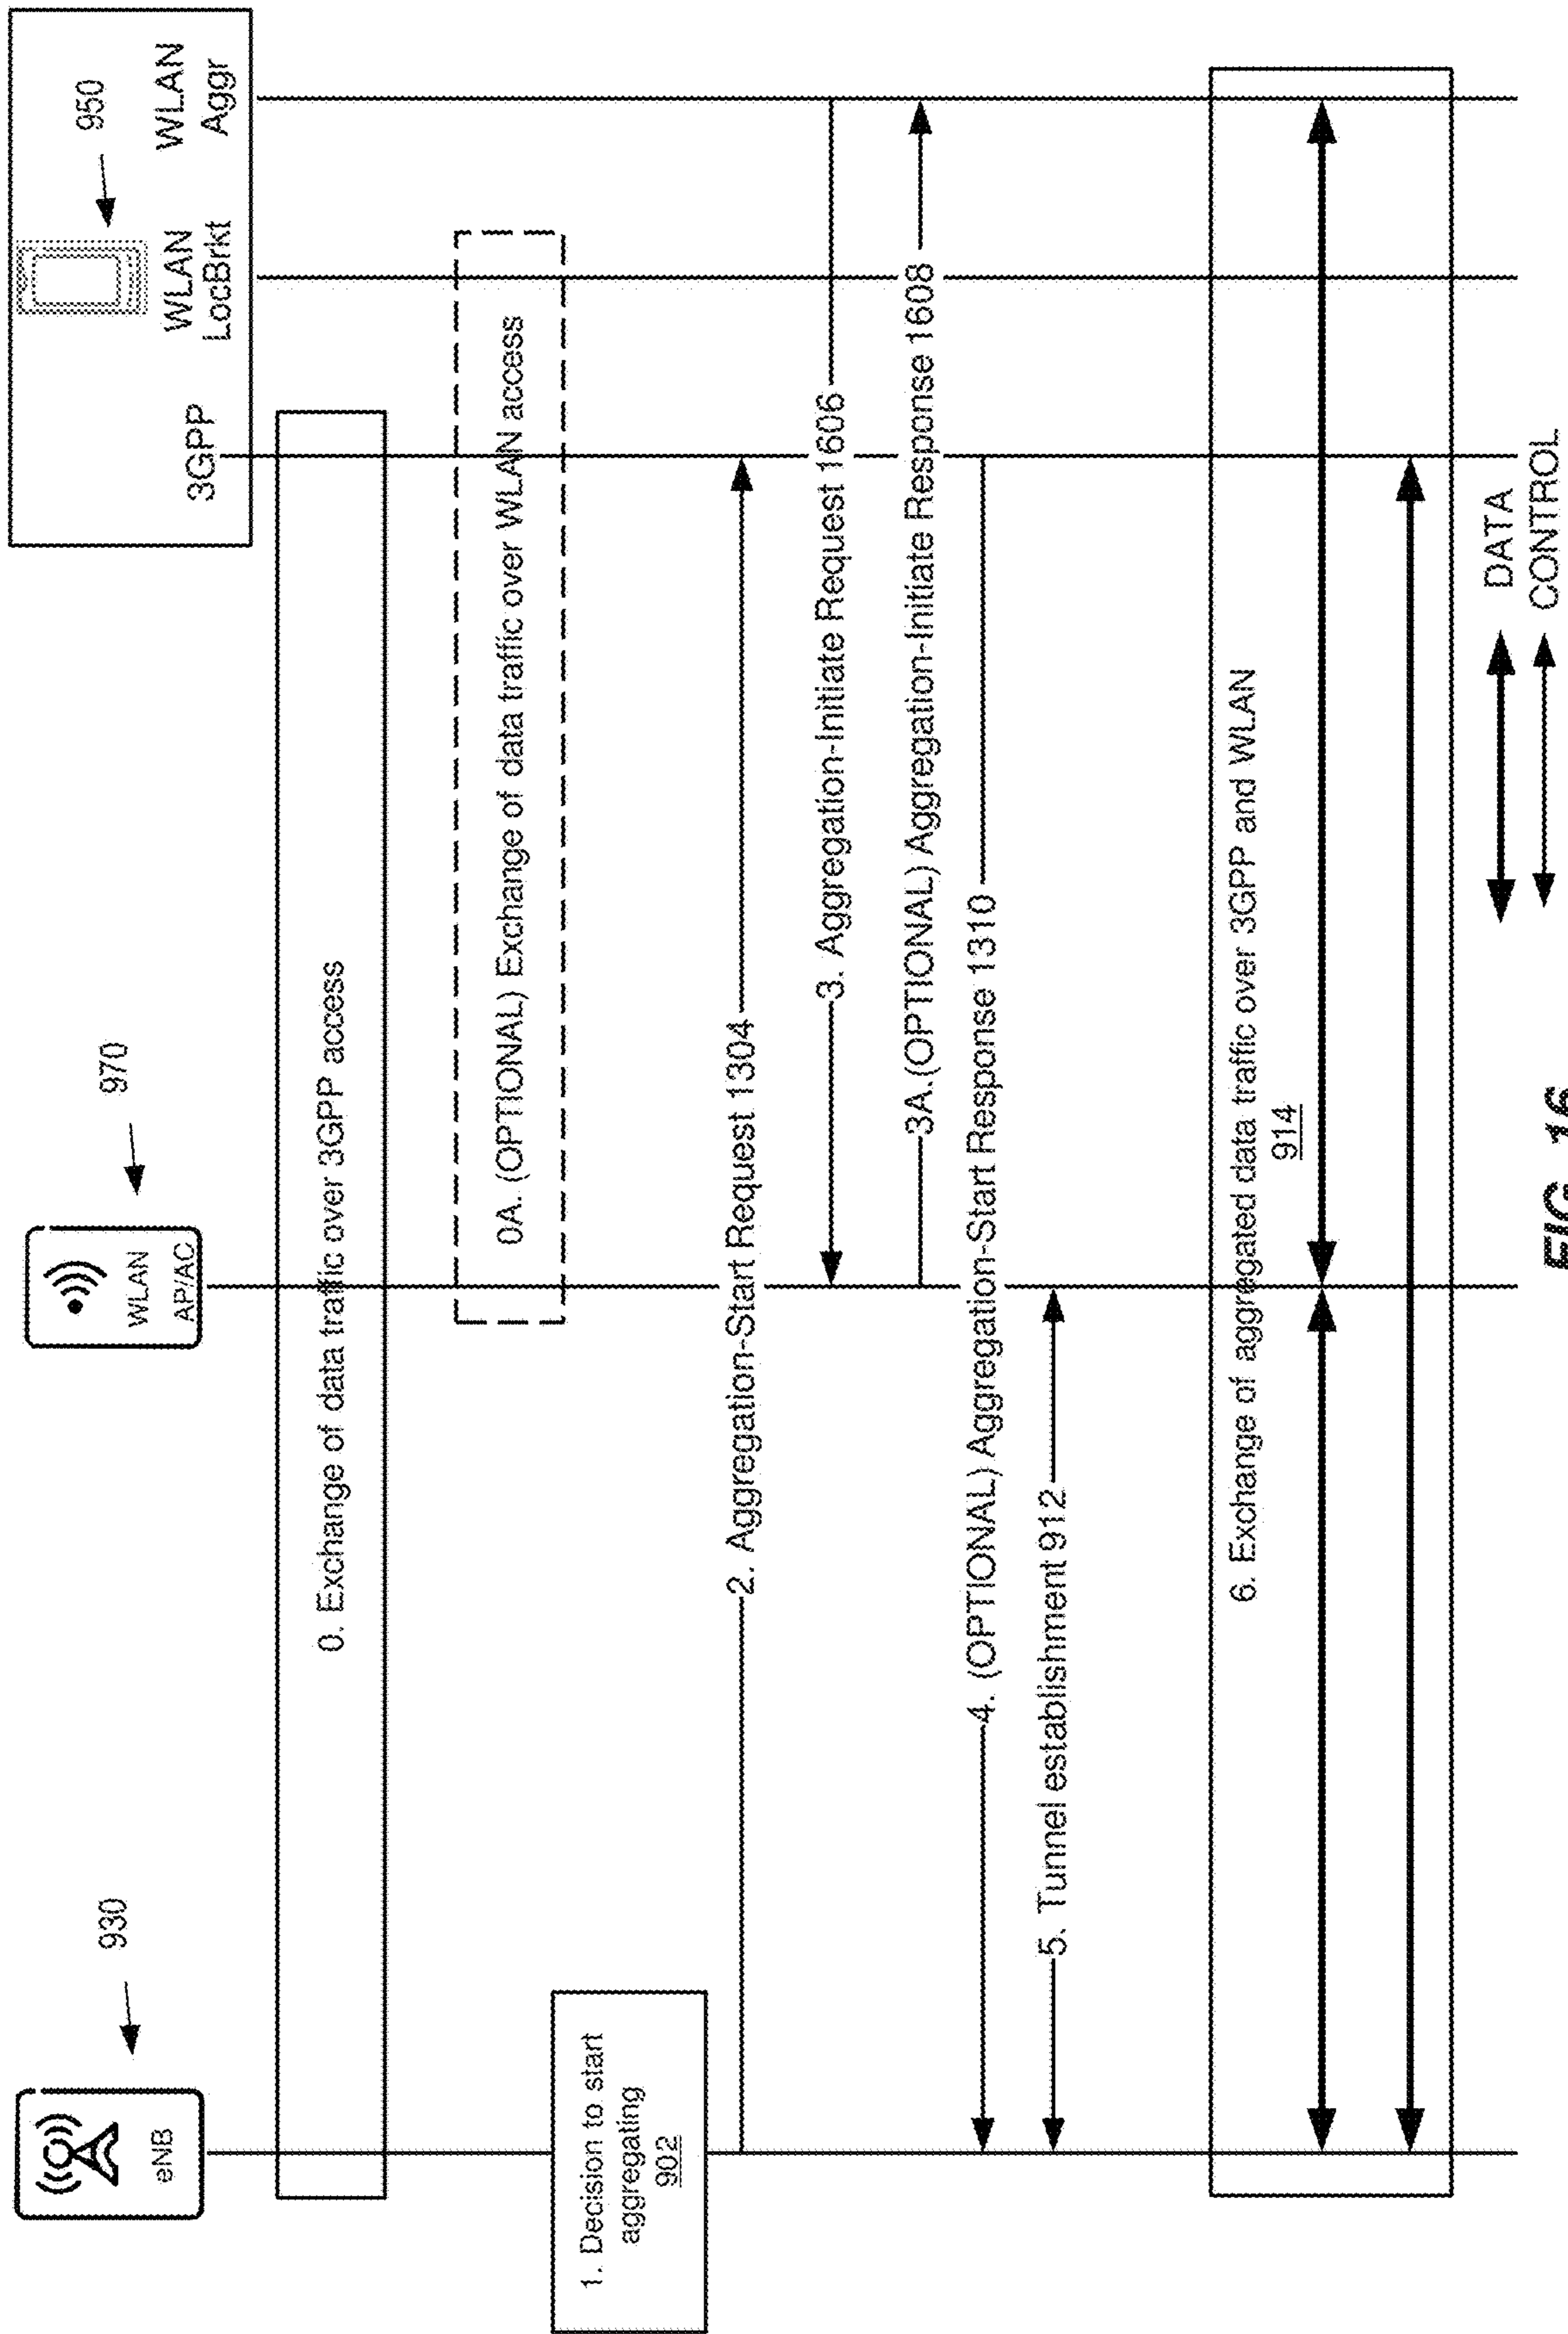 930
970
950
eNB
WLAN
AP/AC
3GPP
WLAN
LocBrkt
WLAN
Aggr
0. Exchange of data traffic over 3GPP access
0A. (OPTIONAL) Exchange of data traffic over WLAN access
1. Decision to start
aggregating
902
2. Aggregation-Start Request 1304
3. Aggregation-Initiate Request 1606
3A.(OPTIONAL) Aggregation-Initiate Response 1608
4. (OPTIONAL) Aggregation-Start Response 1310
5. Tunnel establishment 912
6. Exchange of aggregated data traffic over 3GPP and WLAN
914
DATA
CONTROL
FIG. 16